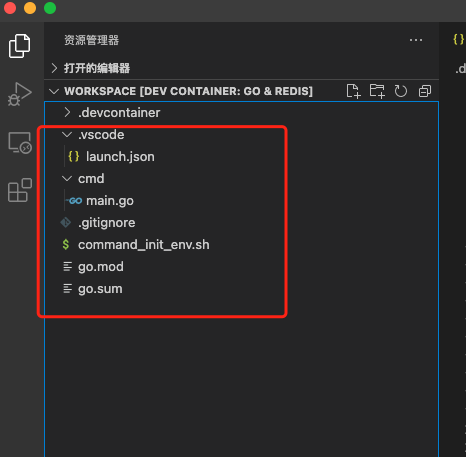 资源管理器
打开的编辑器
WORKSPACE [DEV CONTAINER: GO & REDIS]
.devcontainer
.vscode
{} launch.json
cmd
GO main.go
.gitignore
$ command_init_env.sh
go.mod
go.sum
{}
.d